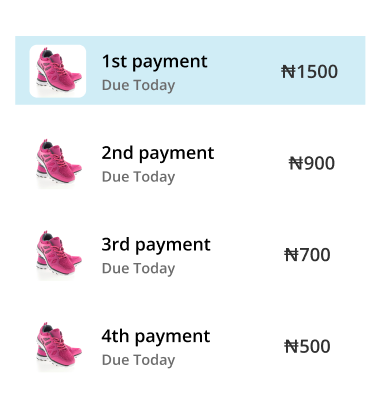 1st payment
Due Today
₦1500
2nd payment
Due Today
₦900
3rd payment
Due Today
₦700
4th payment
Due Today
₦500